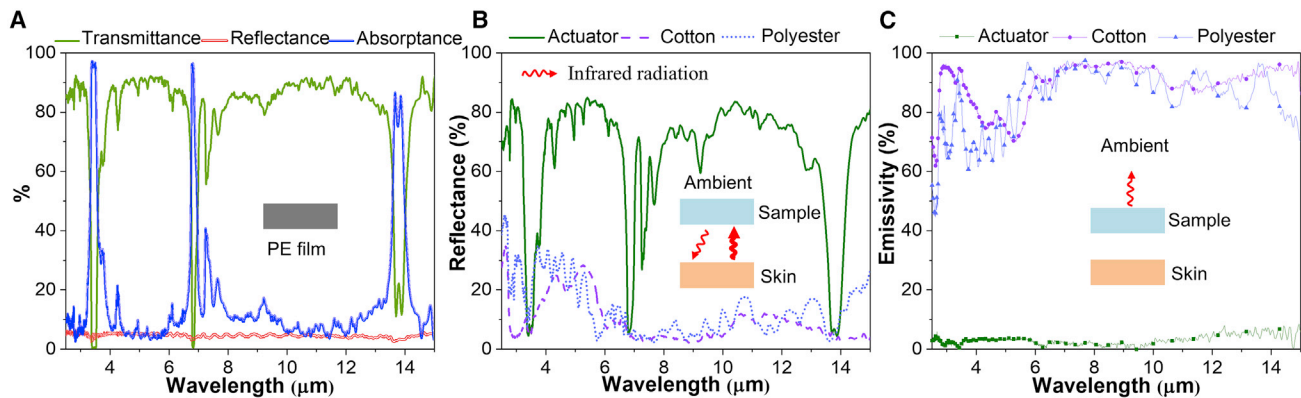 A
Transmittance Reflectance Absorptance
100
80
60
40
20
0
%
PE film
4 6 8 10 12 14
Wavelength (μm)
B
Actuator Cotton Polyester
100
80
60
40
20
0
Reflectance (%)
Infrared radiation
Ambient
Sample
Skin
4 6 8 10 12 14
Wavelength (μm)
C
Actuator Cotton Polyester
100
80
60
40
20
0
Emissivity (%)
Ambient
Sample
Skin
4 6 8 10 12 14
Wavelength (μm)